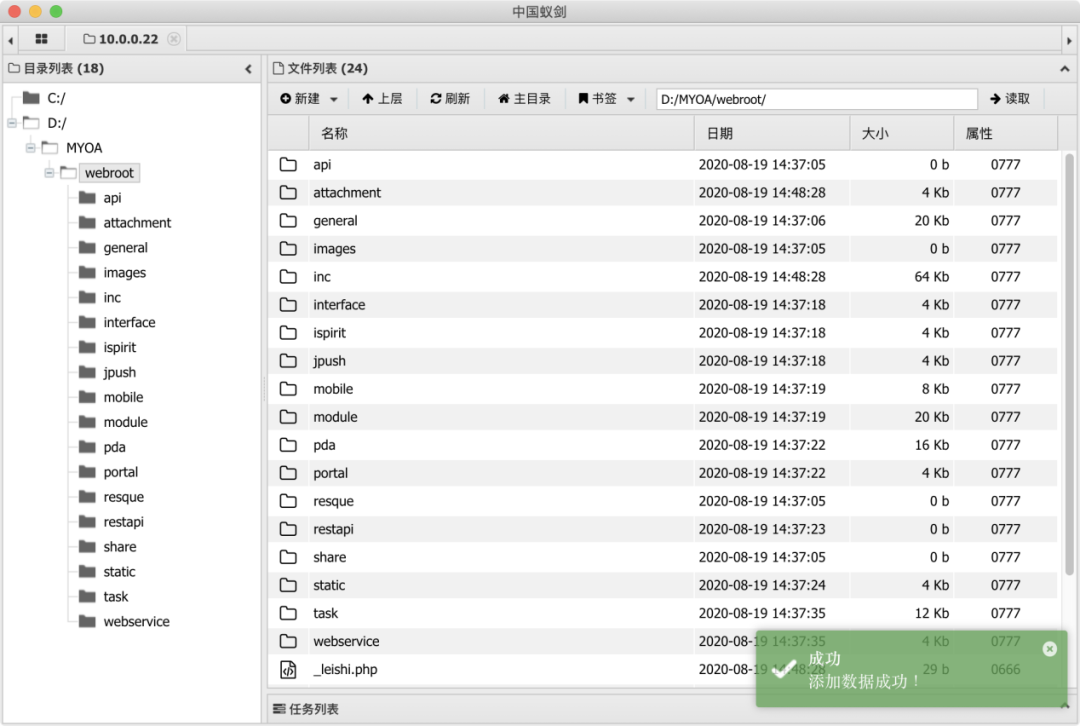 中国蚁剑
10.0.0.22
目录列表 (18)
C:/
D:/
MYOA
webroot
api
attachment
general
images
inc
interface
ispirit
jpush
mobile
module
pda
portal
resque
restapi
share
static
task
webservice
文件列表 (24)
新建 上层 刷新 主目录 书签 D:/MYOA/webroot/ 读取
名称 日期 大小 属性
api 2020-08-19 14:37:05 0 b 0777
attachment 2020-08-19 14:48:28 4 Kb 0777
general 2020-08-19 14:37:06 20 Kb 0777
images 2020-08-19 14:37:05 0 b 0777
inc 2020-08-19 14:48:28 64 Kb 0777
interface 2020-08-19 14:37:18 4 Kb 0777
ispirit 2020-08-19 14:37:18 4 Kb 0777
jpush 2020-08-19 14:37:18 4 Kb 0777
mobile 2020-08-19 14:37:19 8 Kb 0777
module 2020-08-19 14:37:19 20 Kb 0777
pda 2020-08-19 14:37:22 16 Kb 0777
portal 2020-08-19 14:37:22 4 Kb 0777
resque 2020-08-19 14:37:05 0 b 0777
restapi 2020-08-19 14:37:23 0 b 0777
share 2020-08-19 14:37:05 0 b 0777
static 2020-08-19 14:37:24 4 Kb 0777
task 2020-08-19 14:37:35 12 Kb 0777
webservice 2020-08-19 14:37:35 4 Kb 0777
_leishi.php 2020-08-19 14:48:28 29 b 0666
成功
添加数据成功！
任务列表